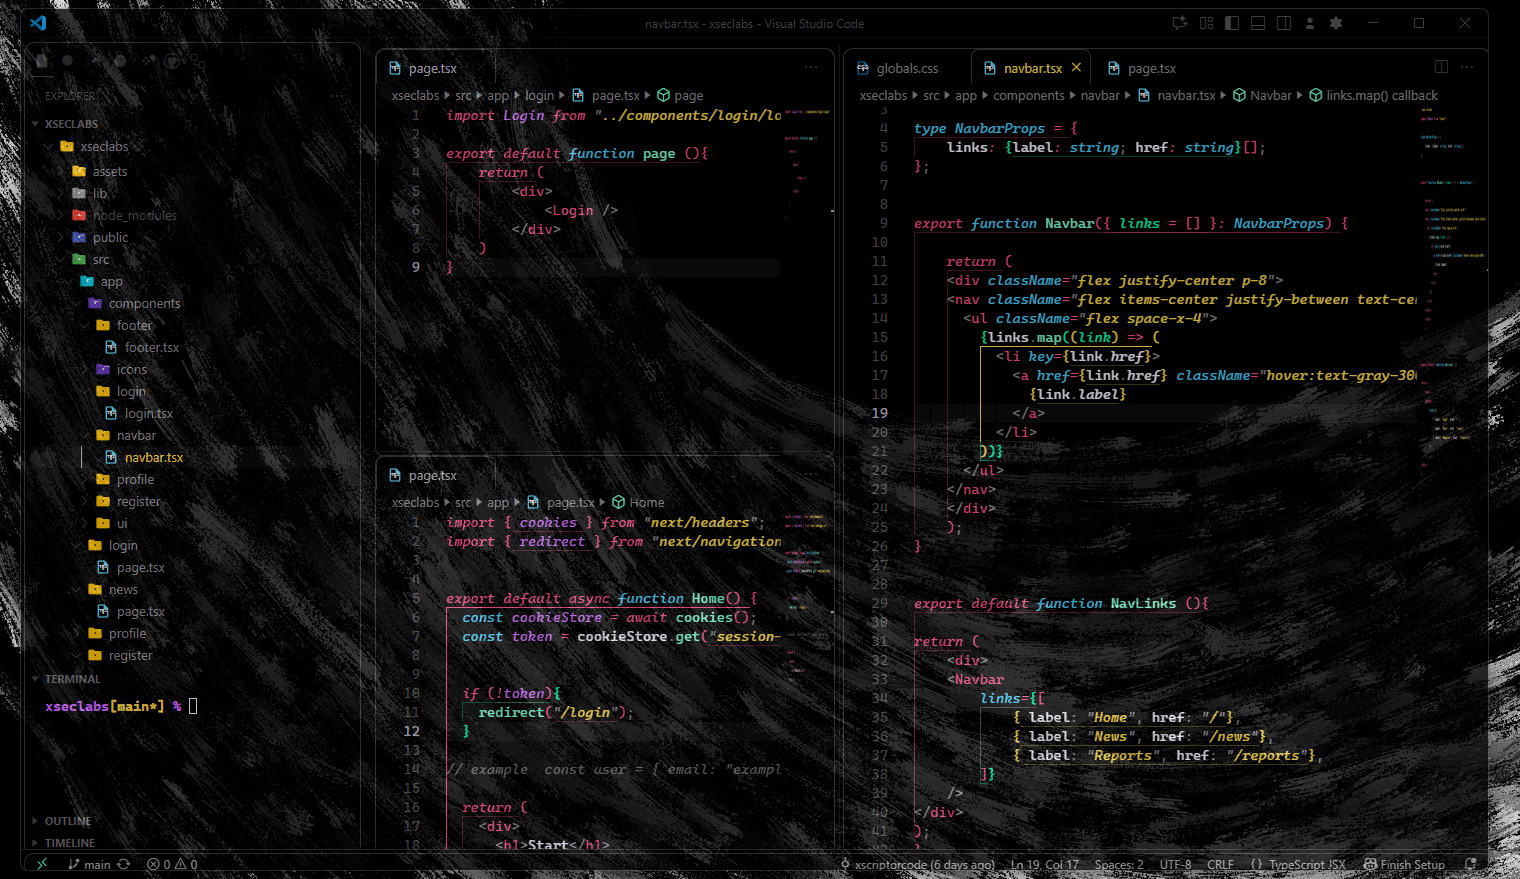 navbar.tsx - xseclabs - Visual Studio Code
EXPLORER
XSECLABS
xseclabs
assets
lib
node_modules
public
src
app
components
footer
footer.tsx
icons
login
login.tsx
navbar
navbar.tsx
profile
register
ui
login
page.tsx
news
page.tsx
profile
register
TERMINAL
xseclabs[main*] %
OUTLINE
TIMELINE
page.tsx
xseclabs src app login page.tsx page
1 import Login from "../components/login/lo
2
3 export default function page (){
4 return (
5 <div>
6 <Login />
7 </div>
8 )
9 }
page.tsx
xseclabs src app page.tsx Home
1 import { cookies } from "next/headers";
2 import { redirect } from "next/navigation
3
4
5 export default async function Home() {
6 const cookieStore = await cookies();
7 const token = cookieStore.get("session-
8
9
10 if (!token){
11 redirect("/login");
12 }
13
14 // example  const user = { email: "exampl
15
16 return (
17 <div>
18 <h1>Start</h1>
globals.css navbar.tsx page.tsx
xseclabs src app components navbar navbar.tsx Navbar links.map() callback
3
4 type NavbarProps = {
5 links: {label: string; href: string}[];
6 };
7
8
9 export function Navbar({ links = [] }: NavbarProps) {
10
11 return (
12 <div className="flex justify-center p-8">
13 <nav className="flex items-center justify-between text-cen
14 <ul className="flex space-x-4">
15 {links.map((link) => (
16 <li key={link.href}>
17 <a href={link.href} className="hover:text-gray-300
18 {link.label}
19 </a>
20 </li>
21 ))}
22 </ul>
23 </nav>
24 </div>
25 );
26 }
27
28
29 export default function NavLinks (){
30
31 return (
32 <div>
33 <Navbar
34 links={[
35 { label: "Home", href: "/"},
36 { label: "News", href: "/news"},
37 { label: "Reports", href: "/reports"},
38 ]}
39 />
40 </div>
41 );
main 0 0 xscriptorcode (6 days ago) Ln 19, Col 17 Spaces: 2 UTF-8 CRLF {} TypeScript JSX Finish Setup